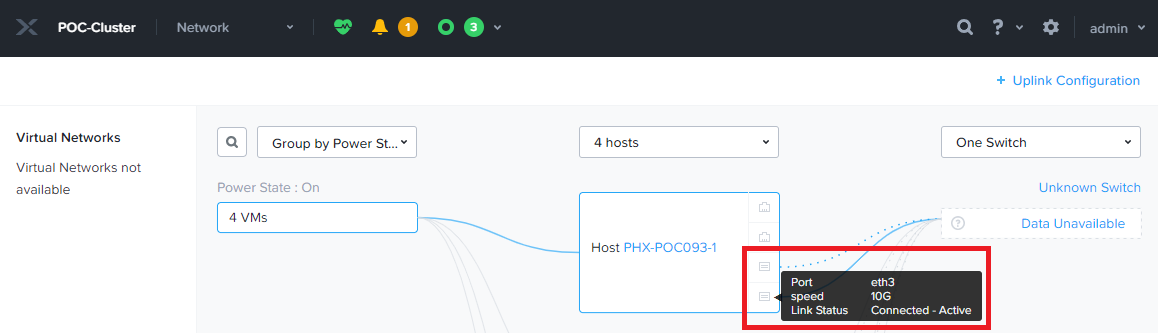 POC-Cluster
Network
1
3
?
admin
+ Uplink Configuration
Virtual Networks
Virtual Networks not
available
Group by Power St...
4 hosts
One Switch
Power State : On
4 VMs
Host PHX-POC093-1
Unknown Switch
? Data Unavailable
Port eth3
speed 10G
Link Status Connected - Active